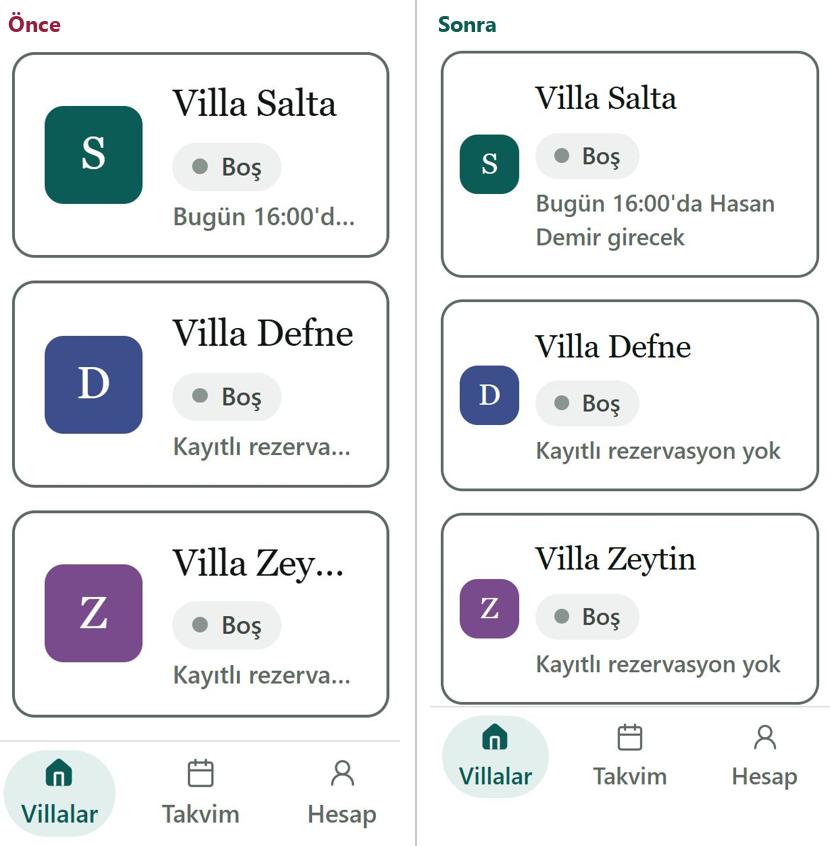 Önce
S
Villa Salta
Boş
Bugün 16:00'd...
D
Villa Defne
Boş
Kayıtlı rezerva...
Z
Villa Zey...
Boş
Kayıtlı rezerva...
Villalar Takvim Hesap
Sonra
S
Villa Salta
Boş
Bugün 16:00'da Hasan
Demir girecek
D
Villa Defne
Boş
Kayıtlı rezervasyon yok
Z
Villa Zeytin
Boş
Kayıtlı rezervasyon yok
Villalar Takvim Hesap